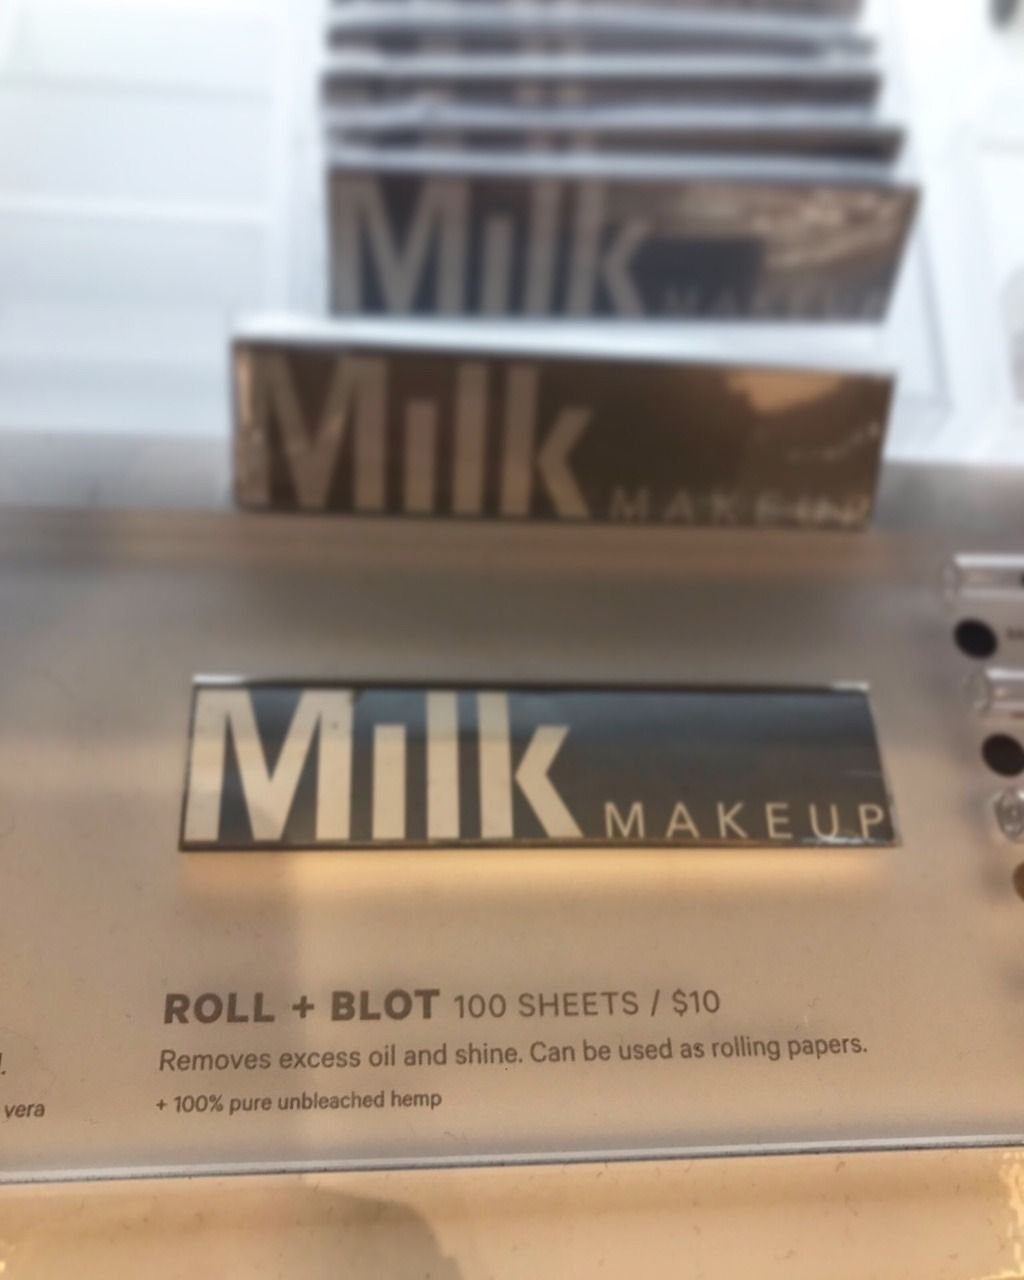 Milk MAKEUP
Milk MAKEUP
Milk MAKEUP
ROLL + BLOT 100 SHEETS / $10
Removes excess oil and shine. Can be used as rolling papers.
+ 100% pure unbleached hemp
vera